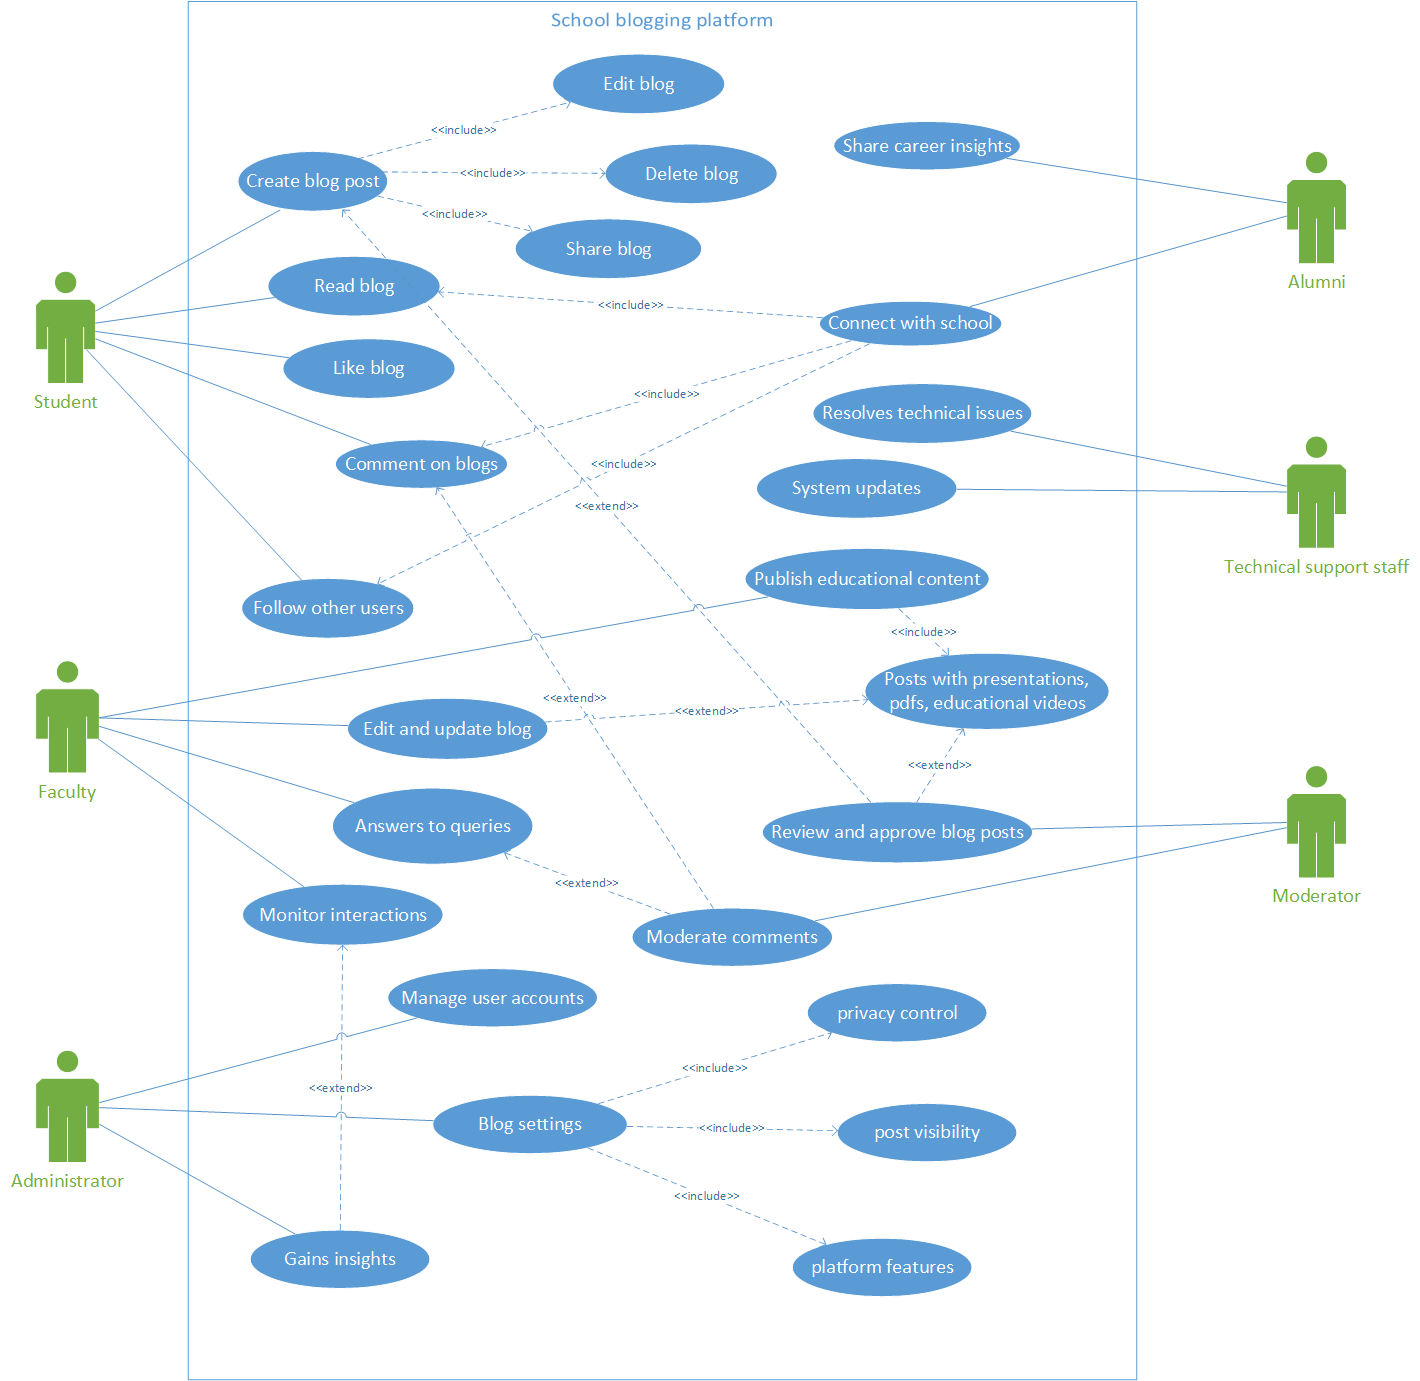 School blogging platform
Edit blog
<<include>>
Share career insights
Create blog post
<<include>>
Delete blog
<<include>>
Share blog
Alumni
Read blog
<<include>>
Connect with school
Like blog
Student
<<include>>
Resolves technical issues
Comment on blogs
<<include>>
System updates
<<extend>>
Technical support staff
Publish educational content
Follow other users
<<include>>
Posts with presentations,
pdfs, educational videos
<<extend>>
<<extend>>
Edit and update blog
<<extend>>
Faculty
Answers to queries
Review and approve blog posts
<<extend>>
Moderator
Monitor interactions
Moderate comments
Manage user accounts
privacy control
<<include>>
<<extend>>
Blog settings
<<include>>
post visibility
Administrator
<<include>>
Gains insights
platform features